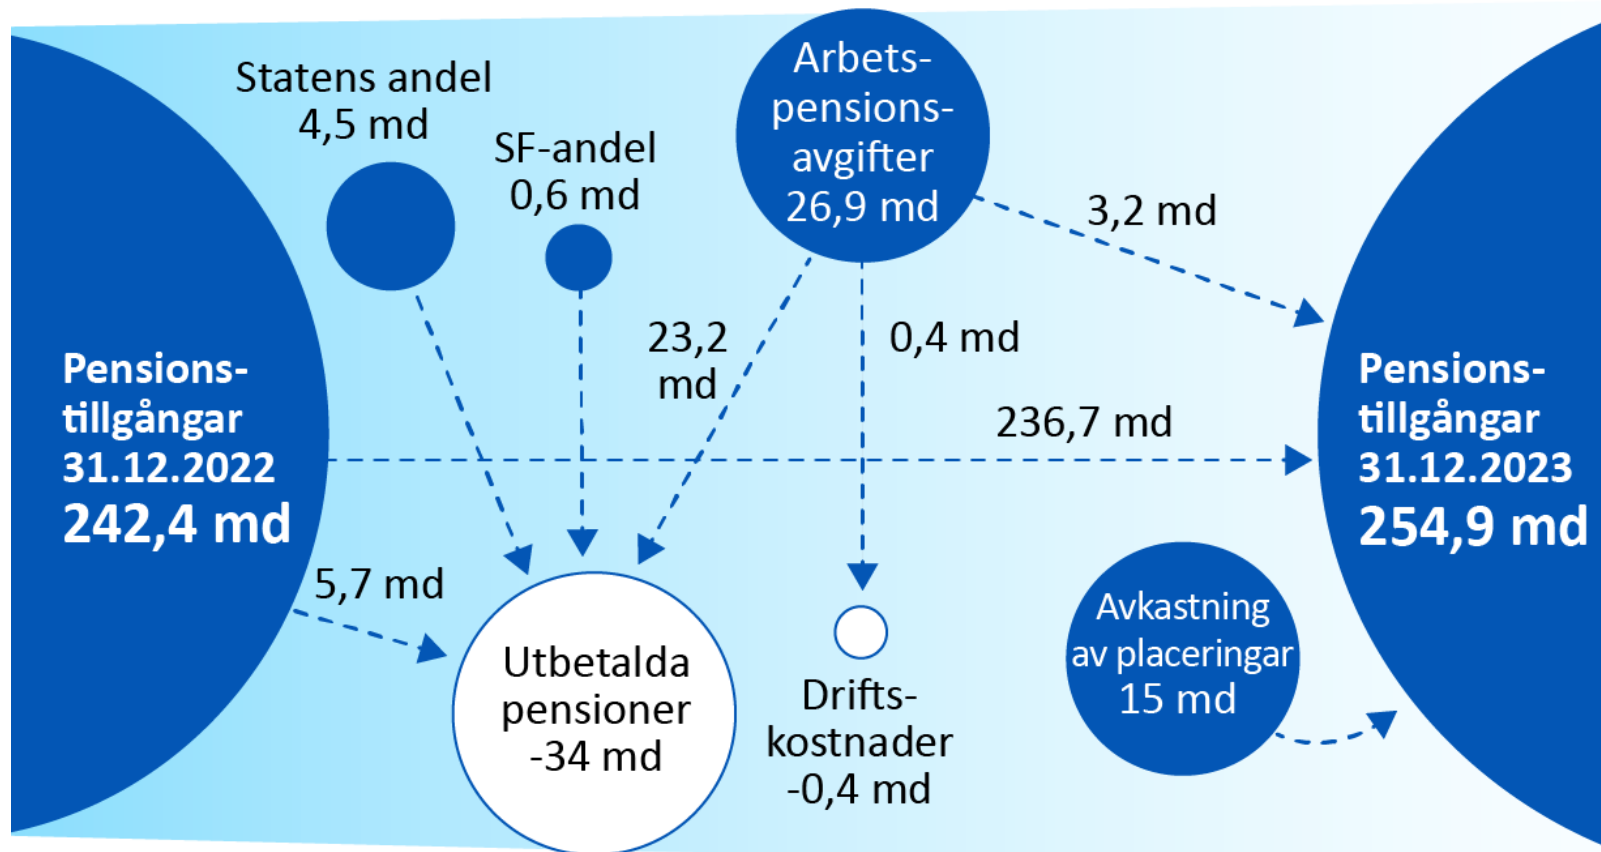 Statens andel
4,5 md
SF-andel
0,6 md
Arbets-
pensions-
avgifter
26,9 md
3,2 md
23,2
md
0,4 md
236,7 md
Pensions-
tillgångar
31.12.2022
242,4 md
Pensions-
tillgångar
31.12.2023
254,9 md
5,7 md
Utbetalda
pensioner
-34 md
Drifts-
kostnader
-0,4 md
Avkastning
av placeringar
15 md